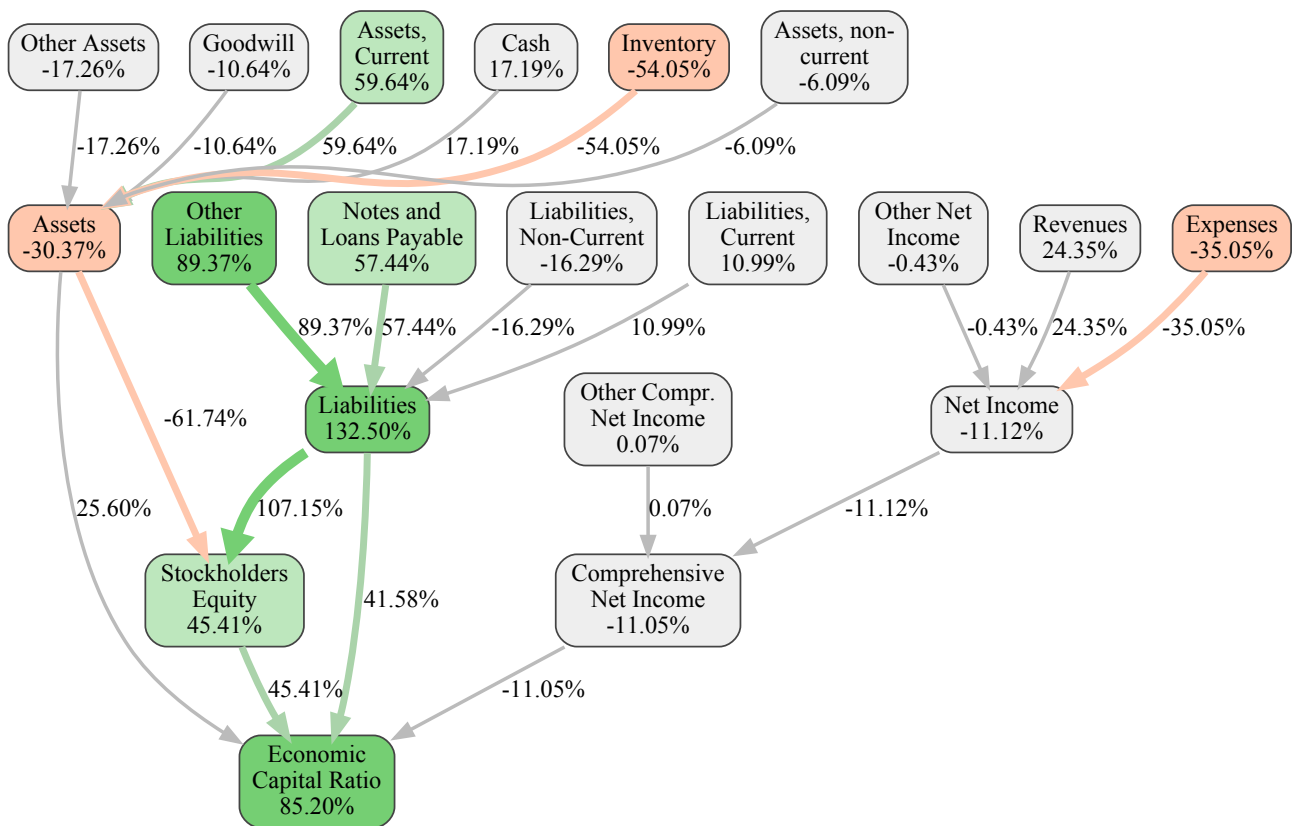 Other Assets
-17.26%
Goodwill
-10.64%
Assets,
Current
59.64%
Cash
17.19%
Inventory
-54.05%
Assets, non-
current
-6.09%
-17.26%
-10.64%
59.64%
17.19%
-54.05%
-6.09%
Assets
-30.37%
Other
Liabilities
89.37%
Notes and
Loans Payable
57.44%
Liabilities,
Non-Current
-16.29%
Liabilities,
Current
10.99%
Other Net
Income
-0.43%
Revenues
24.35%
Expenses
-35.05%
89.37%
57.44%
-16.29%
10.99%
-0.43%
24.35%
-35.05%
-61.74%
Liabilities
132.50%
Other Compr.
Net Income
0.07%
Net Income
-11.12%
25.60%
107.15%
0.07%
-11.12%
Stockholders
Equity
45.41%
41.58%
Comprehensive
Net Income
-11.05%
45.41%
-11.05%
Economic
Capital Ratio
85.20%